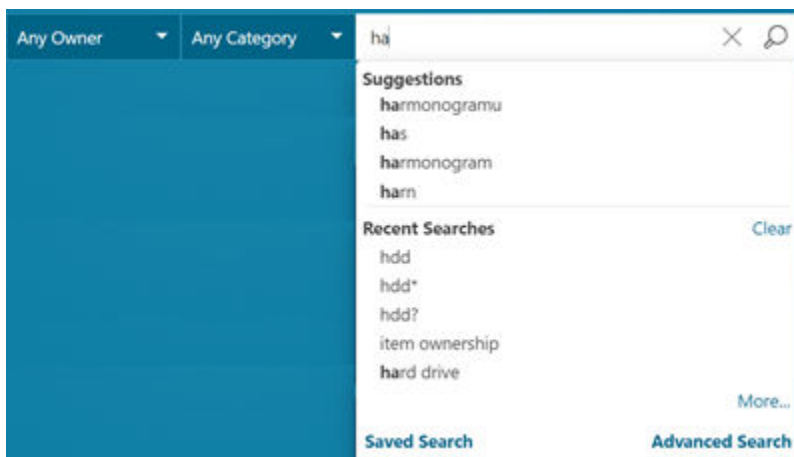 Any Owner Any Category ha
Suggestions
harmonogramu
has
harmonogram
harn
Recent Searches Clear
hdd
hdd*
hdd?
item ownership
hard drive
More...
Saved Search Advanced Search